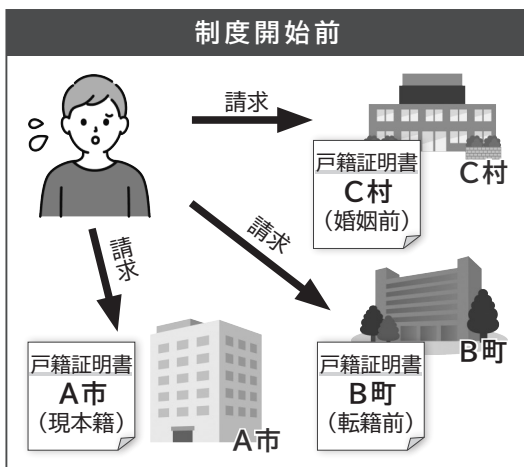 制度開始前
請求
戸籍証明書
C村
（婚姻前）
C村
請求
請求
戸籍証明書
A市
（現本籍）
A市
戸籍証明書
B町
（転籍前）
B町